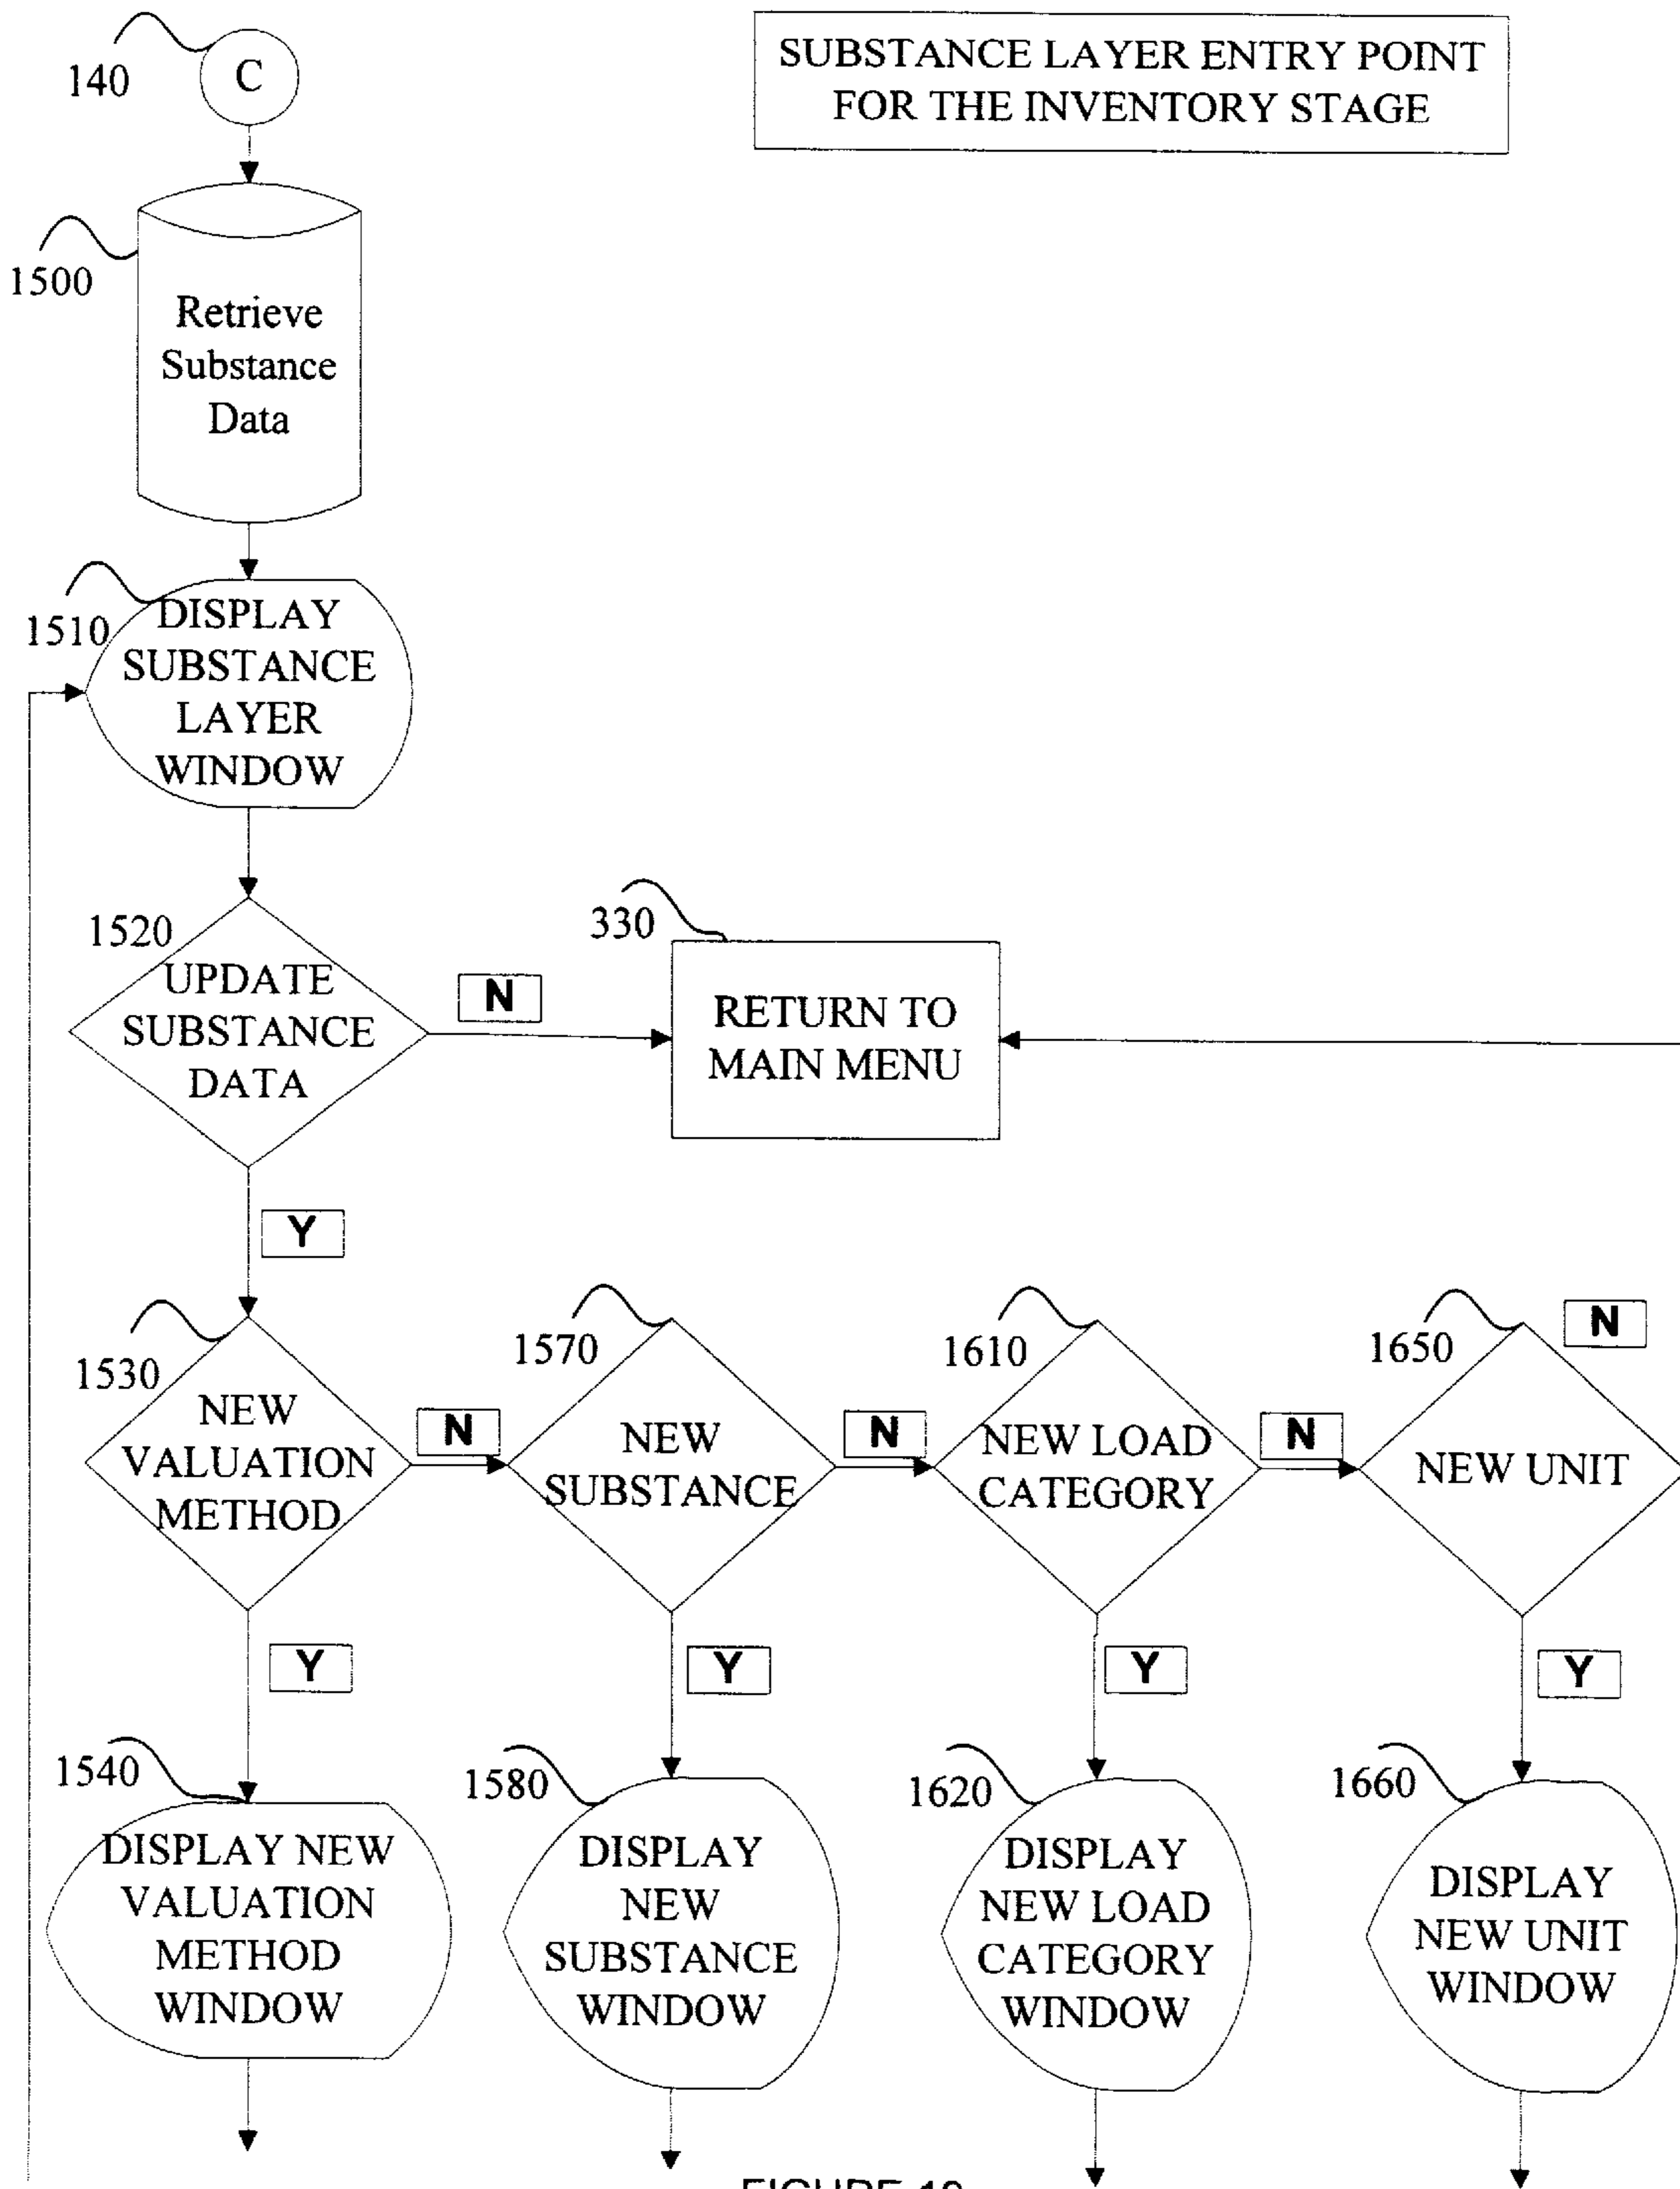 SUBSTANCE LAYER ENTRY POINT
FOR THE INVENTORY STAGE
140
C
1500
Retrieve
Substance
Data
1510
DISPLAY
SUBSTANCE
LAYER
WINDOW
1520
UPDATE
SUBSTANCE
DATA
N
330
RETURN TO
MAIN MENU
Y
1530
NEW
VALUATION
METHOD
N
1570
NEW
SUBSTANCE
N
1610
NEW LOAD
CATEGORY
N
1650
NEW UNIT
N
Y
Y
Y
Y
1540
DISPLAY NEW
VALUATION
METHOD
WINDOW
1580
DISPLAY
NEW
SUBSTANCE
WINDOW
1620
DISPLAY
NEW LOAD
CATEGORY
WINDOW
1660
DISPLAY
NEW UNIT
WINDOW
FIGURE